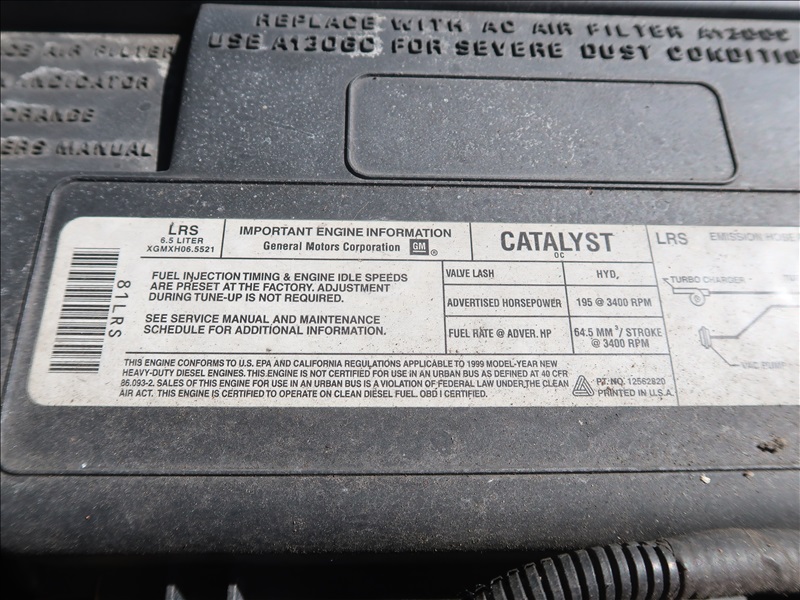 REPLACE WITH AC AIR FILTER A1300C
USE A1306C FOR SEVERE DUST
AIR FILTER
INDICATOR
ORANGE
MANUAL
LRS
6.5 LITER
XGMXH06.5521
IMPORTANT ENGINE INFORMATION
General Motors Corporation GM ®
CATALYST
OC
LRS EMISSION HOSE
81LRS
FUEL INJECTION TIMING & ENGINE IDLE SPEEDS
ARE PRESET AT THE FACTORY. ADJUSTMENT
DURING TUNE-UP IS NOT REQUIRED.
SEE SERVICE MANUAL AND MAINTENANCE
SCHEDULE FOR ADDITIONAL INFORMATION.
VALVE LASH HYD,
ADVERTISED HORSEPOWER 195 @ 3400 RPM
FUEL RATE @ ADVER. HP 64.5 MM³/ STROKE
@ 3400 RPM
TURBO CHARGER
VAC PUMP
THIS ENGINE CONFORMS TO U.S. EPA AND CALIFORNIA REGULATIONS APPLICABLE TO 1999 MODEL-YEAR NEW
HEAVY-DUTY DIESEL ENGINES. THIS ENGINE IS NOT CERTIFIED FOR USE IN AN URBAN BUS AS DEFINED AT 40 CFR
86.093-2. SALES OF THIS ENGINE FOR USE IN AN URBAN BUS IS A VIOLATION OF FEDERAL LAW UNDER THE CLEAN
AIR ACT. THIS ENGINE IS CERTIFIED TO OPERATE ON CLEAN DIESEL FUEL. OBD I CERTIFIED.
PT. NO. 12562820
PRINTED IN U.S.A.